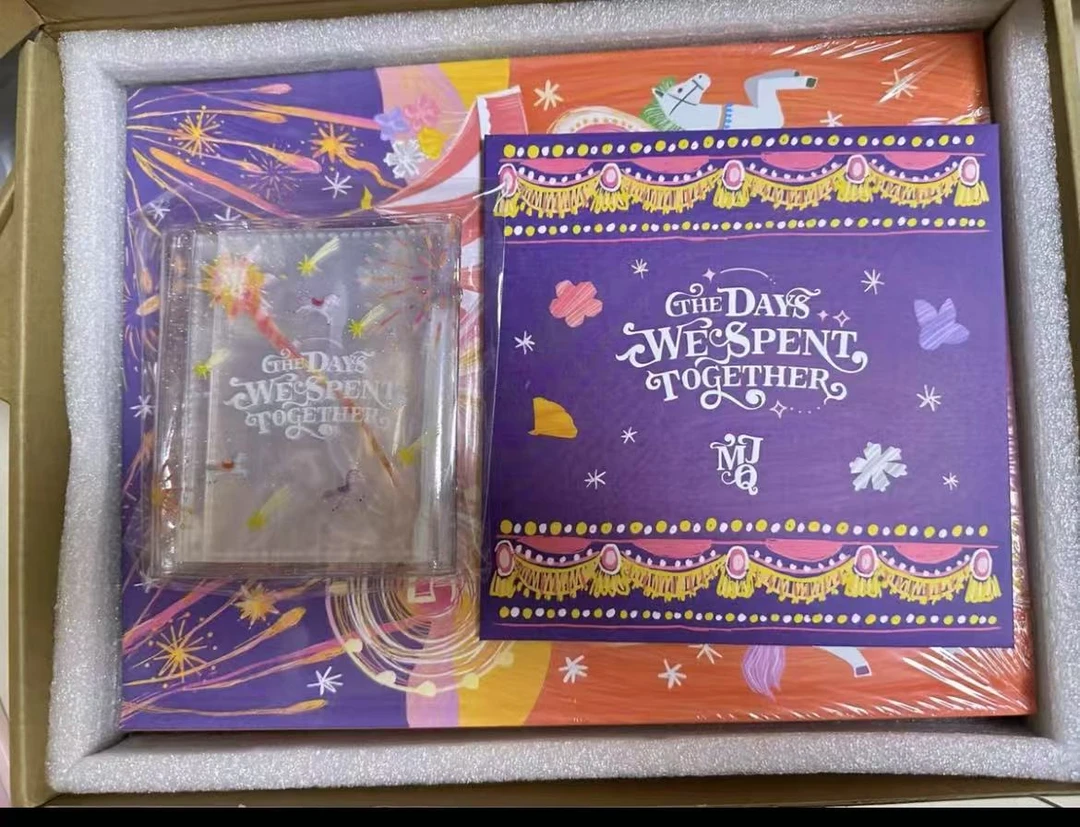 THE DAYS
WE SPENT
TOGETHER
THE DAYS
WE SPENT
TOGETHER
MJQ